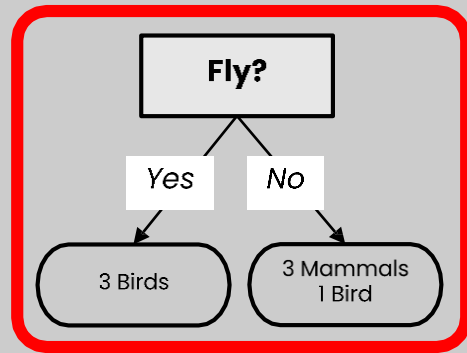 Fly?
Yes
No
3 Birds
3 Mammals
1 Bird